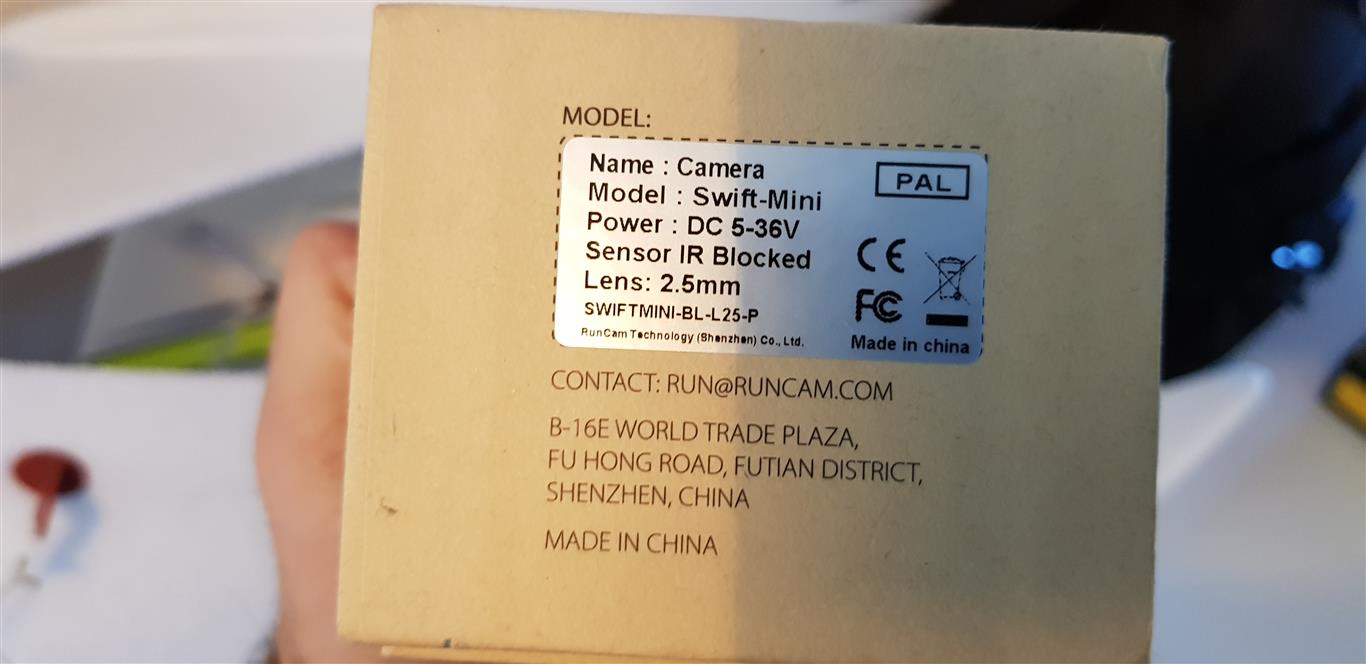 MODEL:
Name : Camera
PAL
Model : Swift-Mini
Power : DC 5-36V
Sensor IR Blocked
Lens: 2.5mm
CE
SWIFTMINI-BL-L25-P
FC
RunCam Technology (Shenzhen) Co., Ltd.
Made in china
CONTACT: RUN@RUNCAM.COM
B-16E WORLD TRADE PLAZA,
FU HONG ROAD, FUTIAN DISTRICT,
SHENZHEN, CHINA
MADE IN CHINA